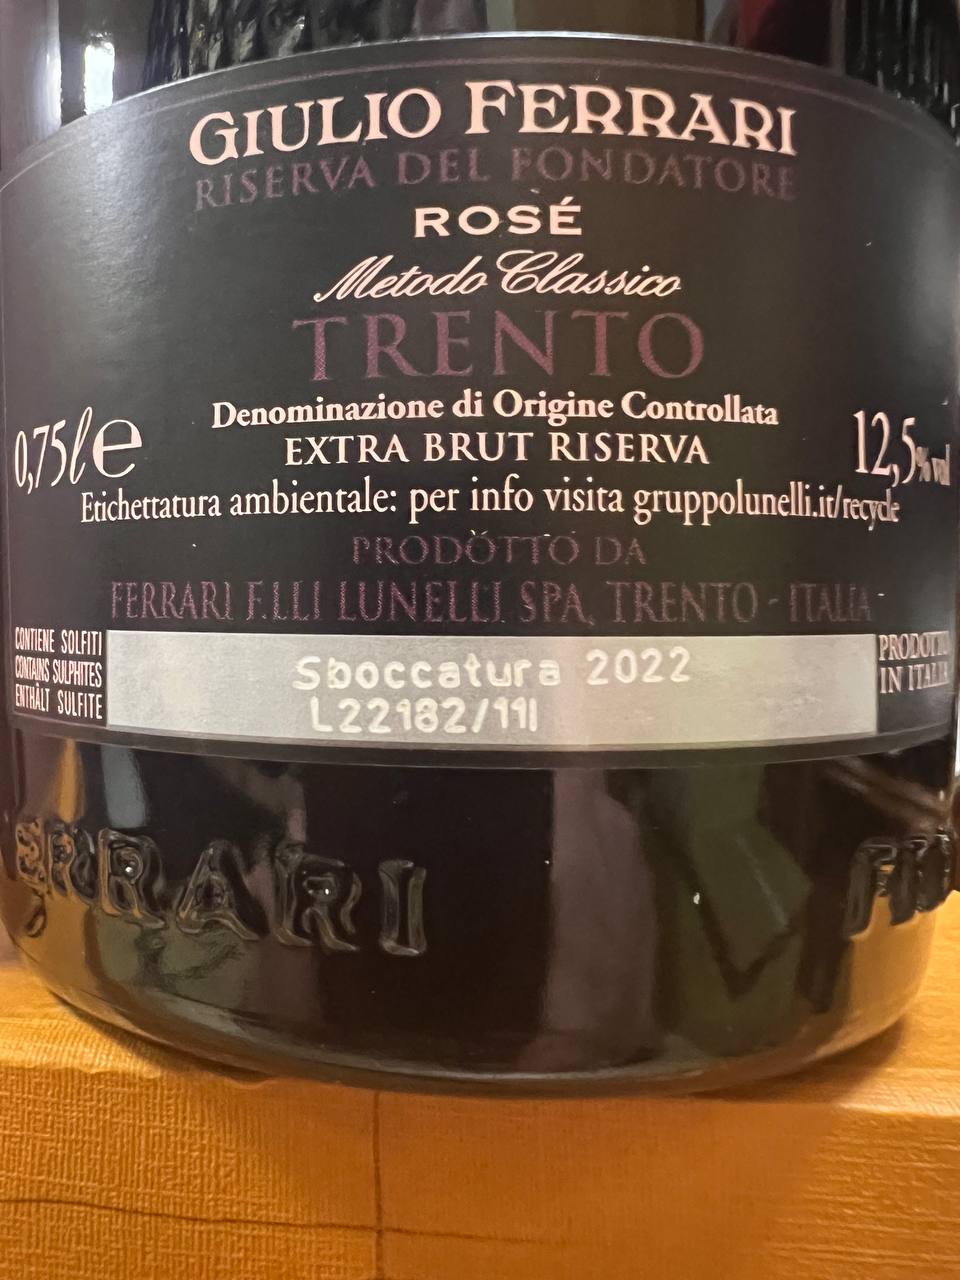 GIULIO FERRARI
RISERVA DEL FONDATORE
ROSÉ
Metodo Classico
TRENTO
Denominazione di Origine Controllata
0,75 l e
EXTRA BRUT RISERVA
12,5% vol
Etichettatura ambientale: per info visita gruppolunelli.it/recycle
PRODOTTO DA
FERRARI F.LLI LUNELLI SPA, TRENTO - ITALIA
CONTIENE SOLFITI
CONTAINS SULPHITES
ENTHÄLT SULFITE
Sboccatura 2022
L22182/111
PRODOTTO
IN ITALIA
FERRARI